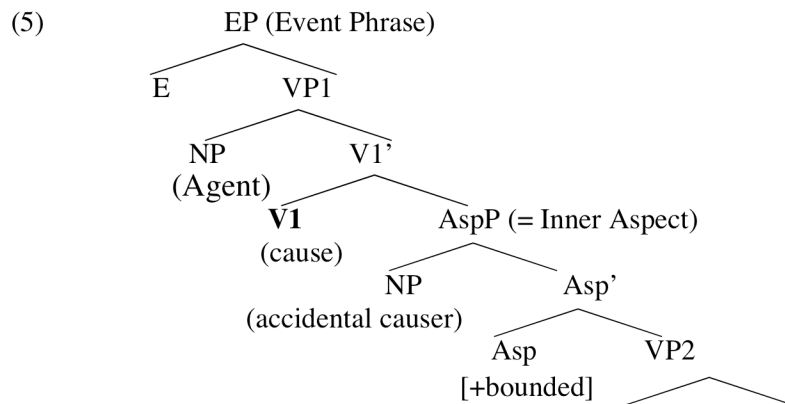 (5) EP (Event Phrase)
E VP1
NP V1’
(Agent)
V1 AspP (= Inner Aspect)
(cause)
NP Asp’
(accidental causer)
Asp VP2
[+bounded]